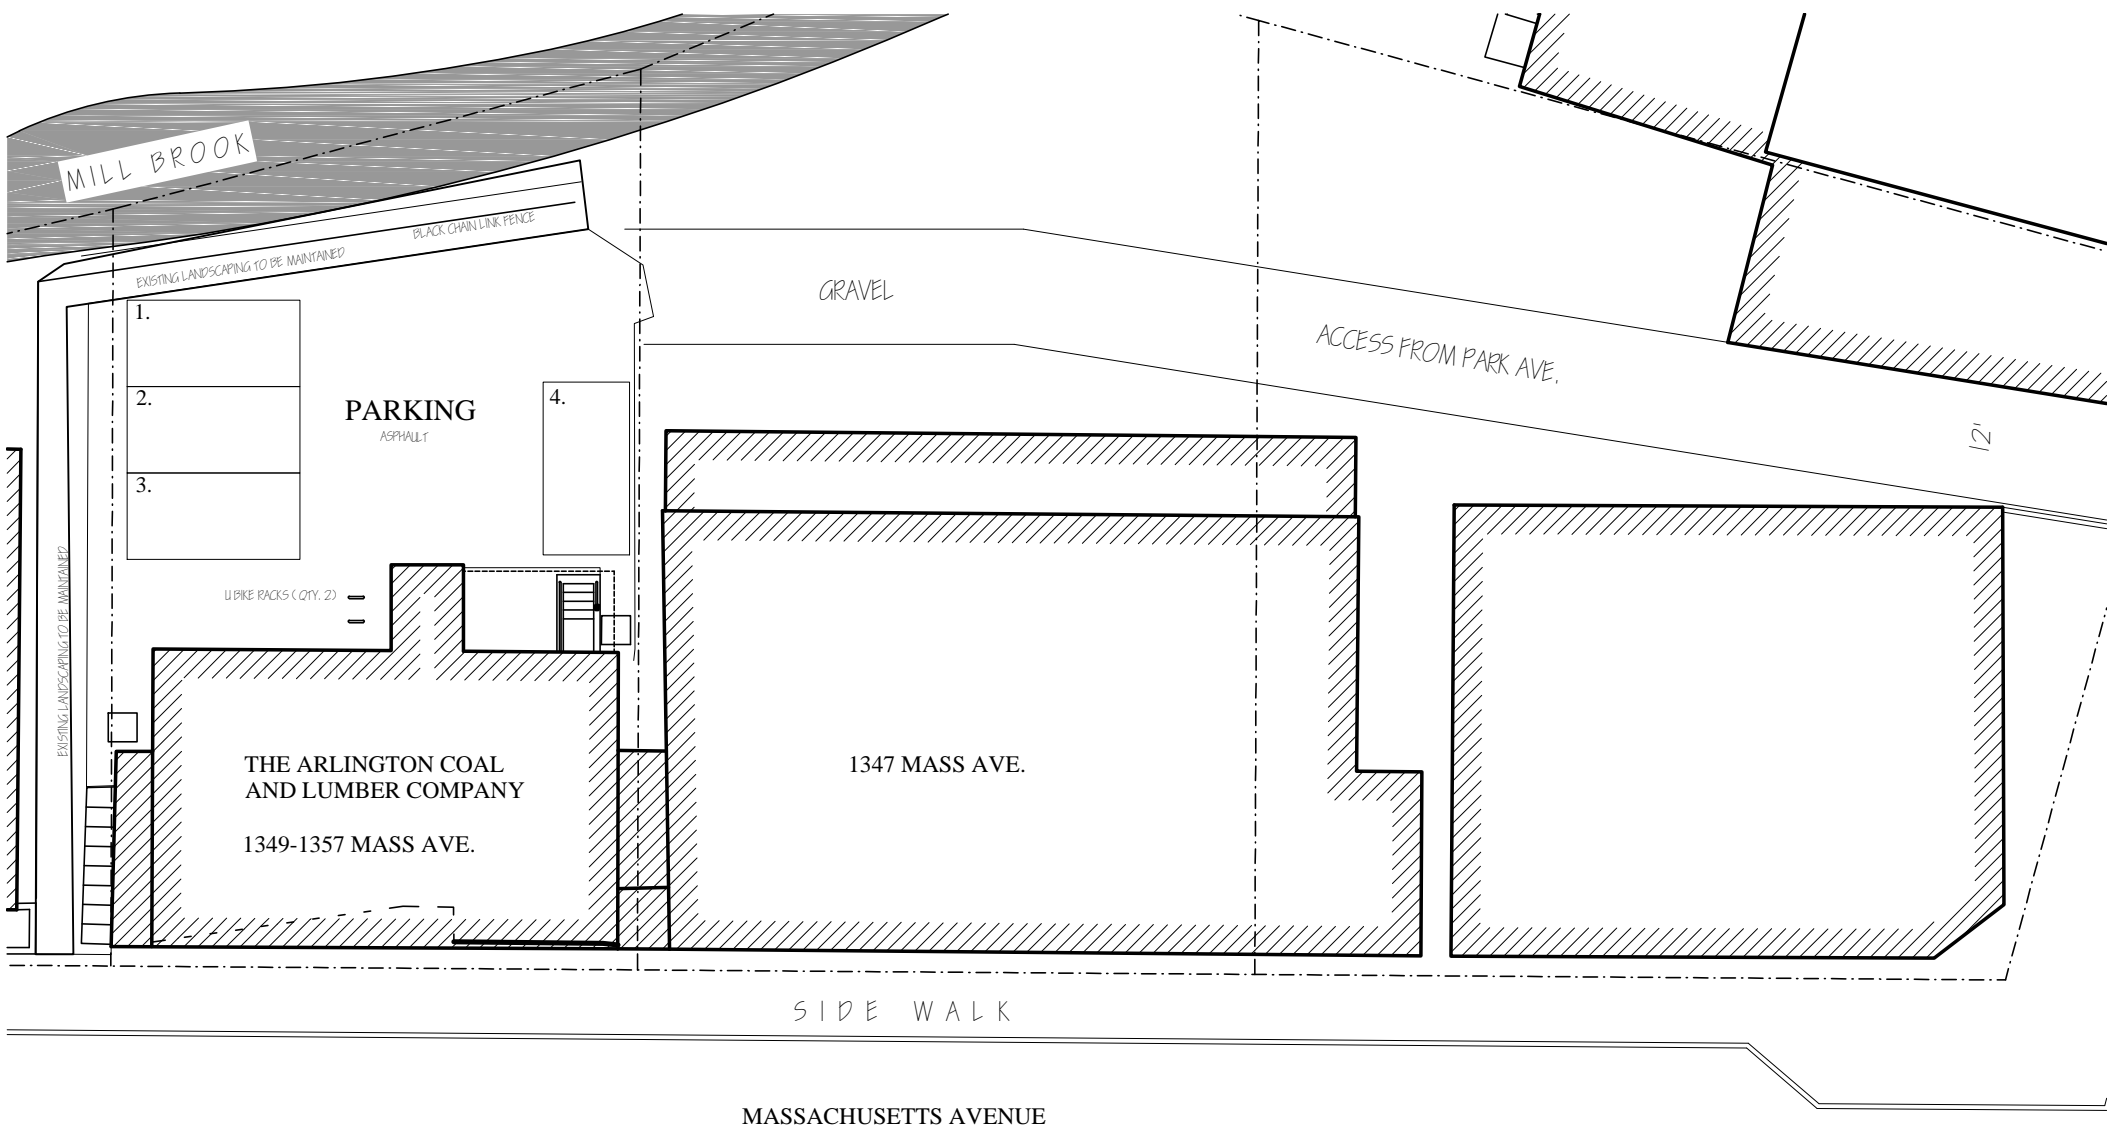 MILL BROOK
BLACK CHAIN LINK FENCE
EXISTING LANDSCAPING TO BE MAINTAINED
GRAVEL
ACCESS FROM PARK AVE.
12'
1.
2.
3.
4.
PARKING
ASPHAULT
U BIKE RACKS ( QTY. 2)
EXISTING LANDSCAPING TO BE MAINTAINED
THE ARLINGTON COAL
AND LUMBER COMPANY
1349-1357 MASS AVE.
1347 MASS AVE.
SIDE WALK
MASSACHUSETTS AVENUE